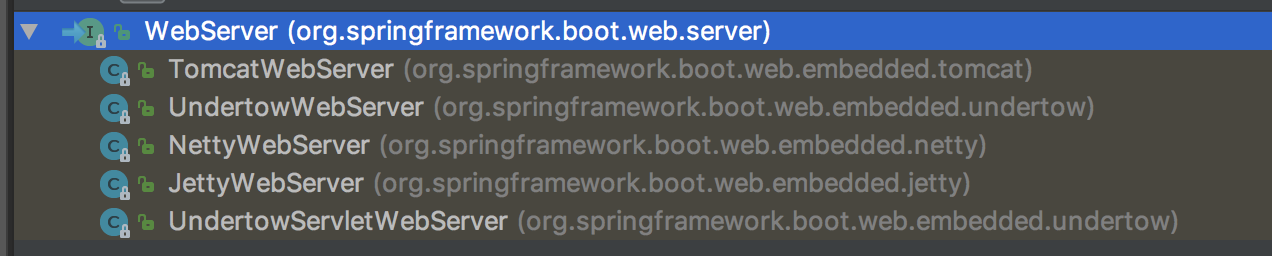 WebServer (org.springframework.boot.web.server)
TomcatWebServer (org.springframework.boot.web.embedded.tomcat)
UndertowWebServer (org.springframework.boot.web.embedded.undertow)
NettyWebServer (org.springframework.boot.web.embedded.netty)
JettyWebServer (org.springframework.boot.web.embedded.jetty)
UndertowServletWebServer (org.springframework.boot.web.embedded.undertow)